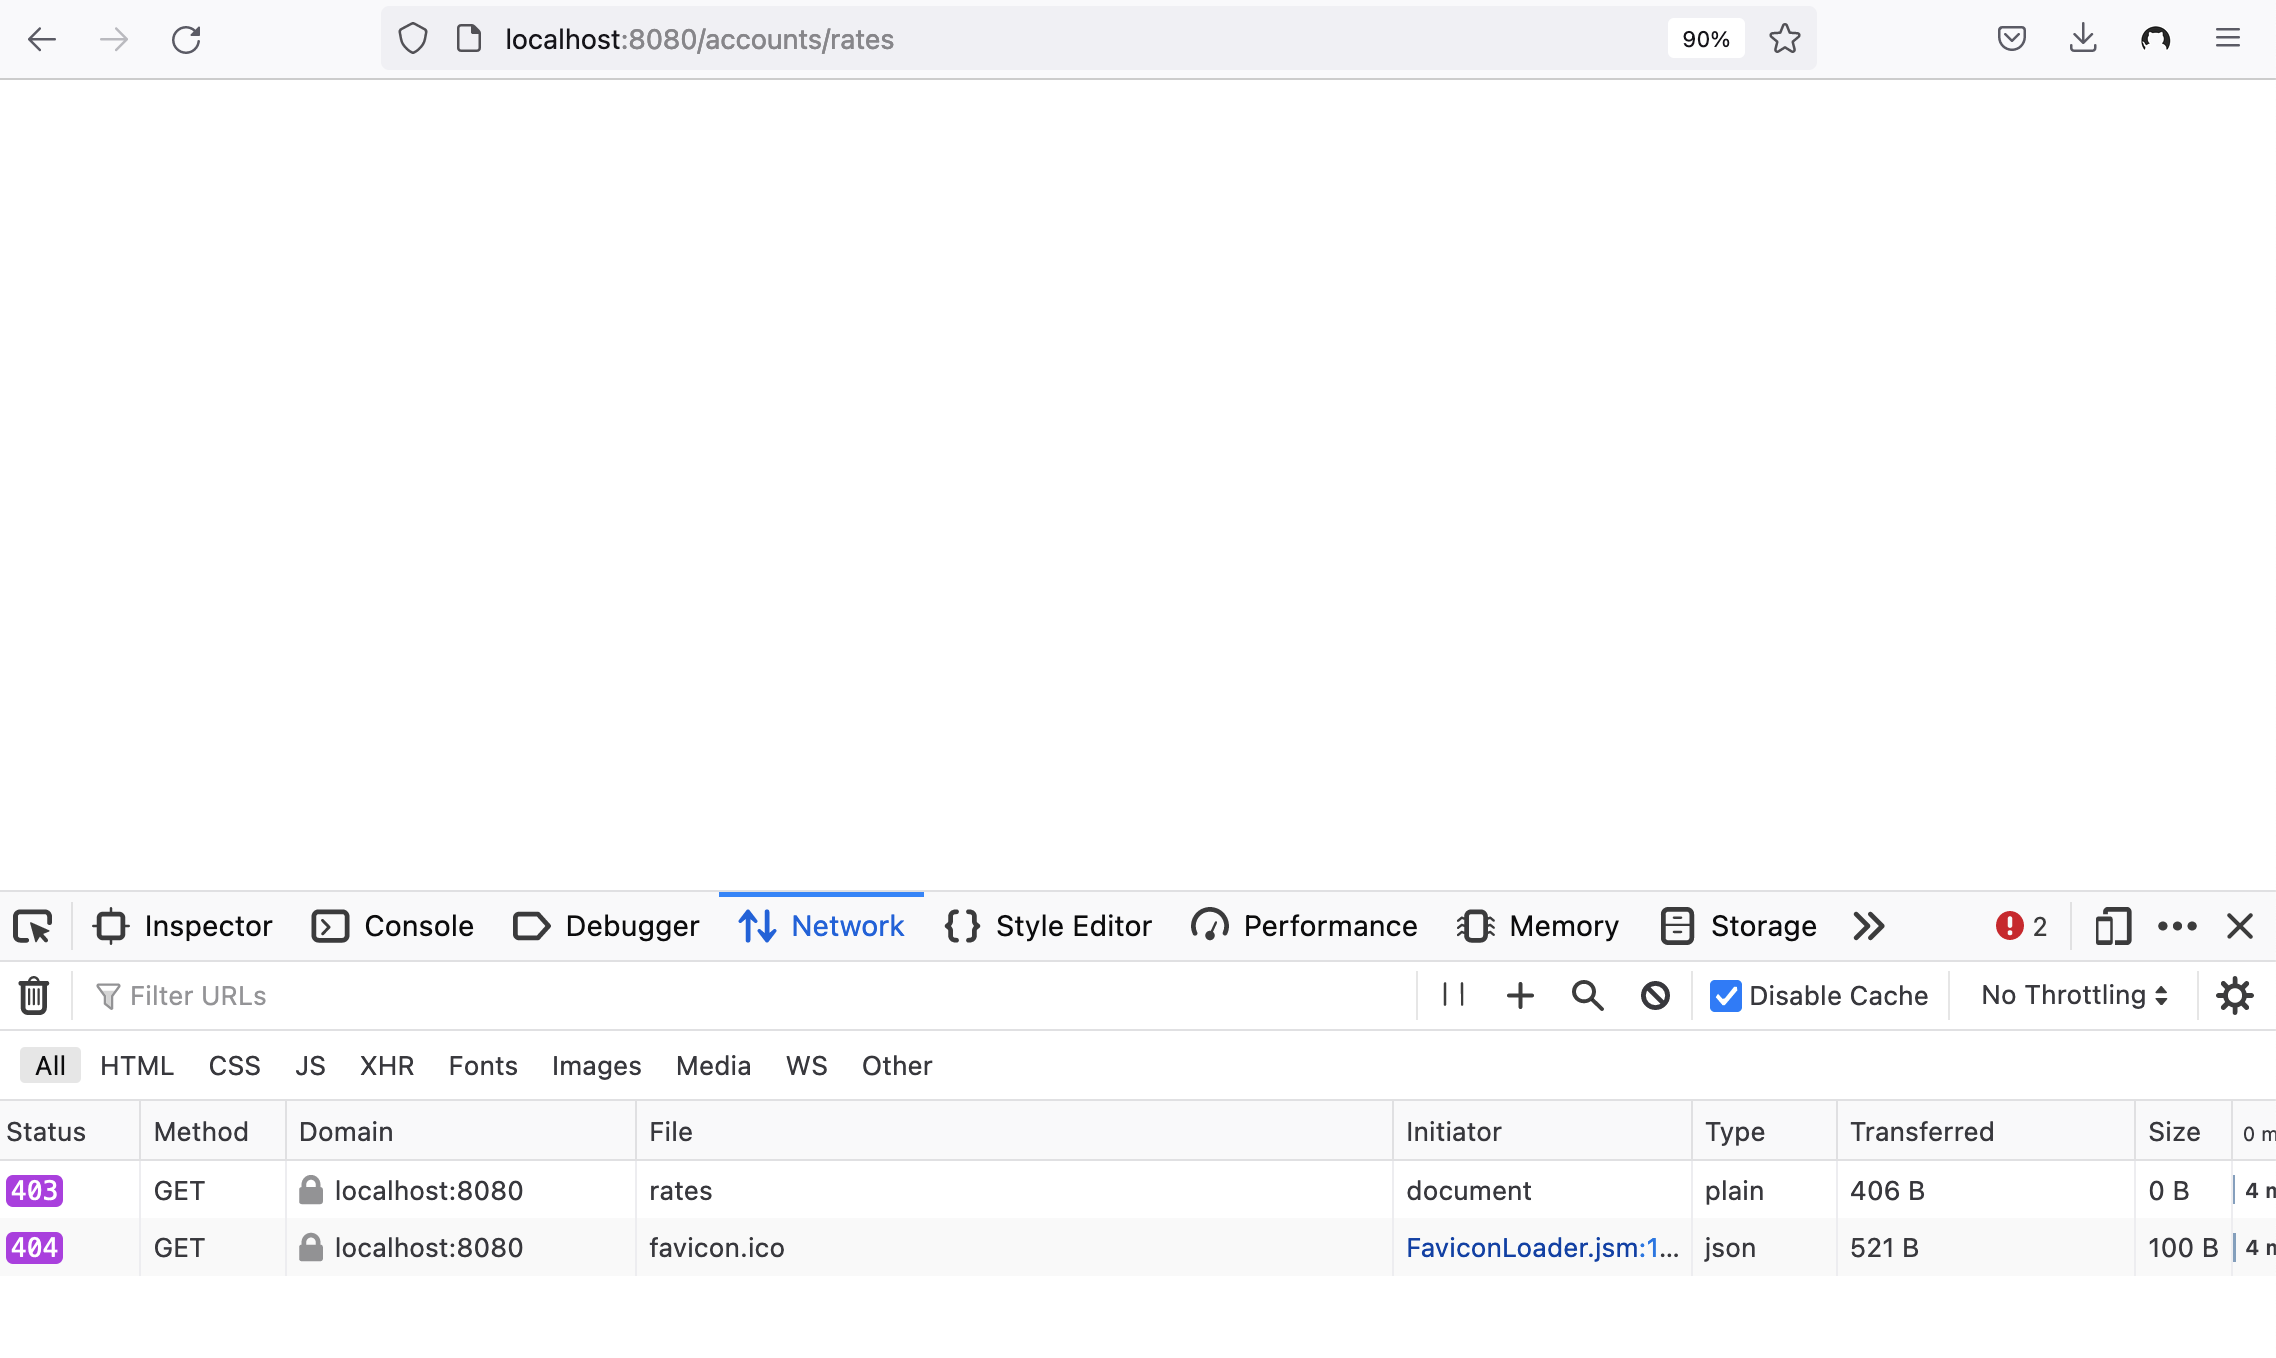 localhost:8080/accounts/rates 90%
Inspector Console Debugger Network Style Editor Performance Memory Storage 2
Filter URLs Disable Cache No Throttling
All HTML CSS JS XHR Fonts Images Media WS Other
Status Method Domain File Initiator Type Transferred Size 0 m
403 GET localhost:8080 rates document plain 406 B 0 B 4 m
404 GET localhost:8080 favicon.ico FaviconLoader.jsm:1... json 521 B 100 B 4 m